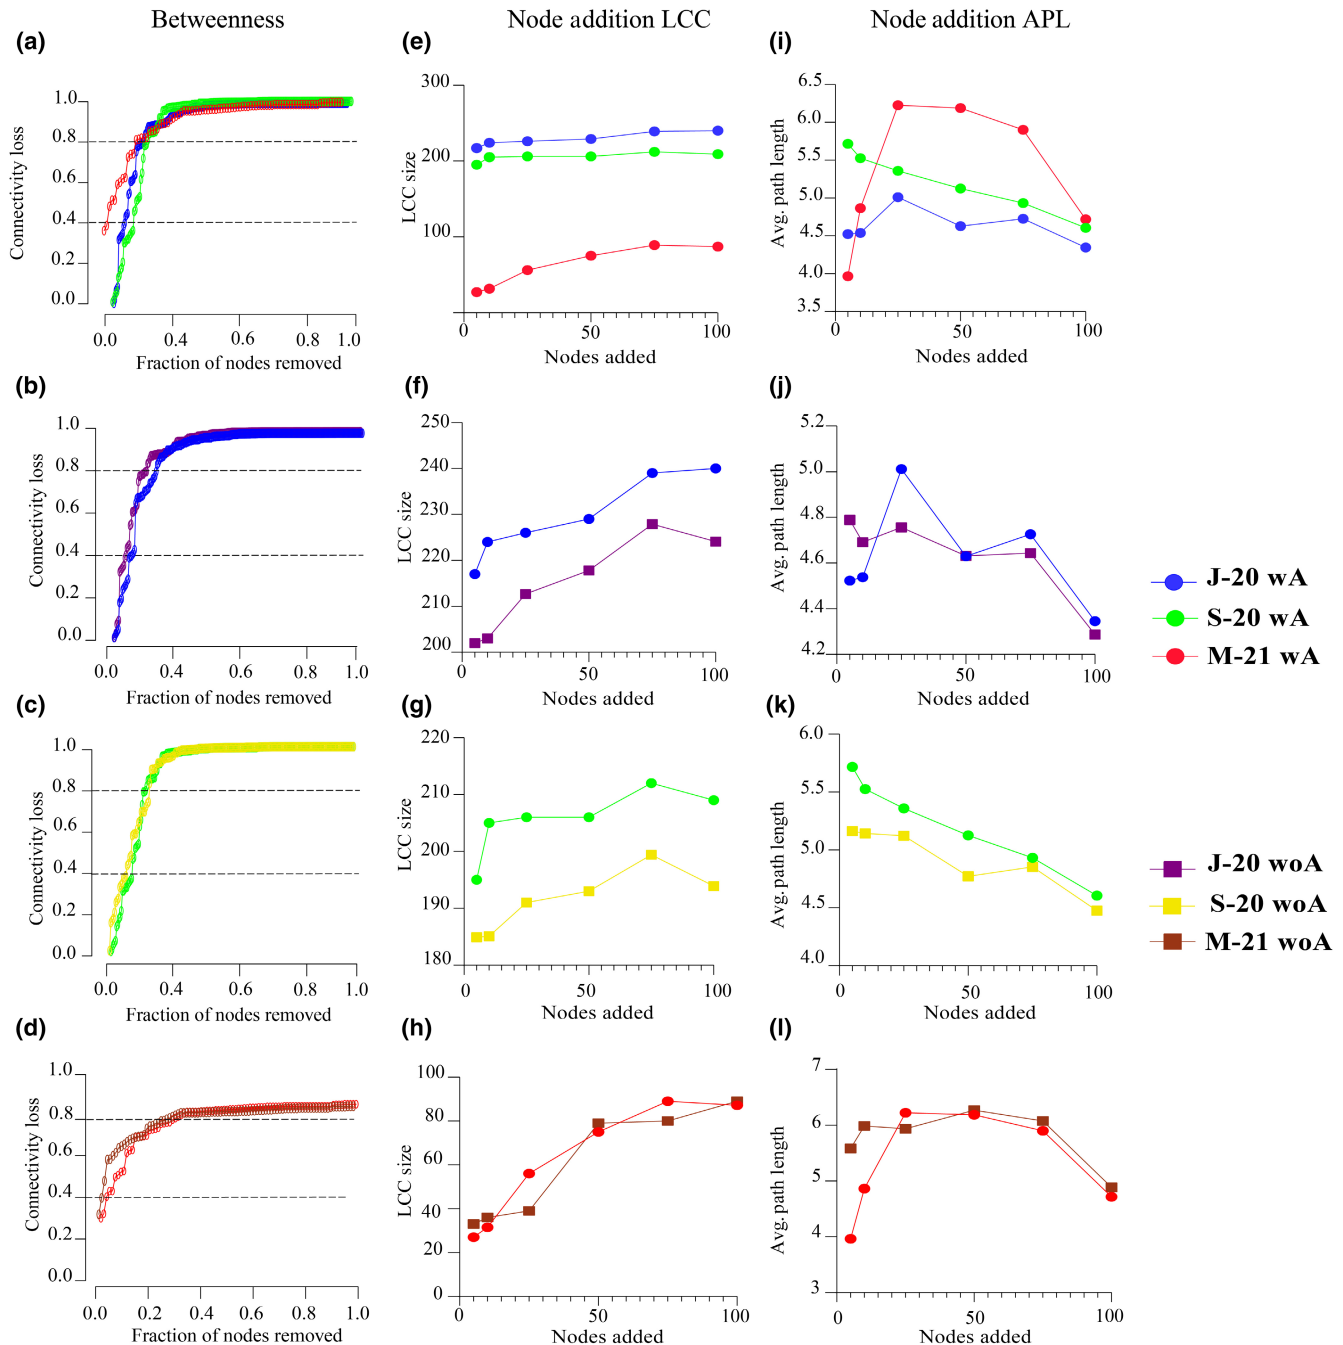 Betweenness
Node addition LCC
Node addition APL
(a)
Connectivity loss
1.0
0.8
0.6
0.4
0.2
0.0
0.0
0.4
0.8
1.0
Fraction of nodes removed
(e)
LCC size
300
200
100
0
50
100
Nodes added
(i)
Avg. path length
6.5
6.0
5.5
5.0
4.5
4.0
3.5
0
50
100
Nodes added
(b)
Connectivity loss
1.0
0.8
0.6
0.4
0.2
0.0
0.0
0.4
0.6
0.8
1.0
Fraction of nodes removed
(f)
LCC size
250
240
230
220
210
200
0
50
100
Nodes added
(j)
Avg. path length
5.2
5.0
4.8
4.6
4.4
4.2
0
50
100
Nodes added
J-20 wA
S-20 wA
M-21 wA
(c)
Connectivity loss
1.0
0.8
0.6
0.4
0.2
0.0
0.0
0.4
0.6
0.8
1.0
Fraction of nodes removed
(g)
LCC size
220
210
200
190
180
0
50
100
Nodes added
(k)
Avg. path length
6.0
5.5
5.0
4.5
4.0
0
50
100
Nodes added
J-20 woA
S-20 woA
M-21 woA
(d)
Connectivity loss
1.0
0.8
0.6
0.4
0.2
0.0
0.0
0.2
0.4
0.6
0.8
1.0
Fraction of nodes removed
(h)
LCC size
100
80
60
40
20
0
0
50
100
Nodes added
(l)
Avg. path length
7
6
5
4
3
0
50
100
Nodes added